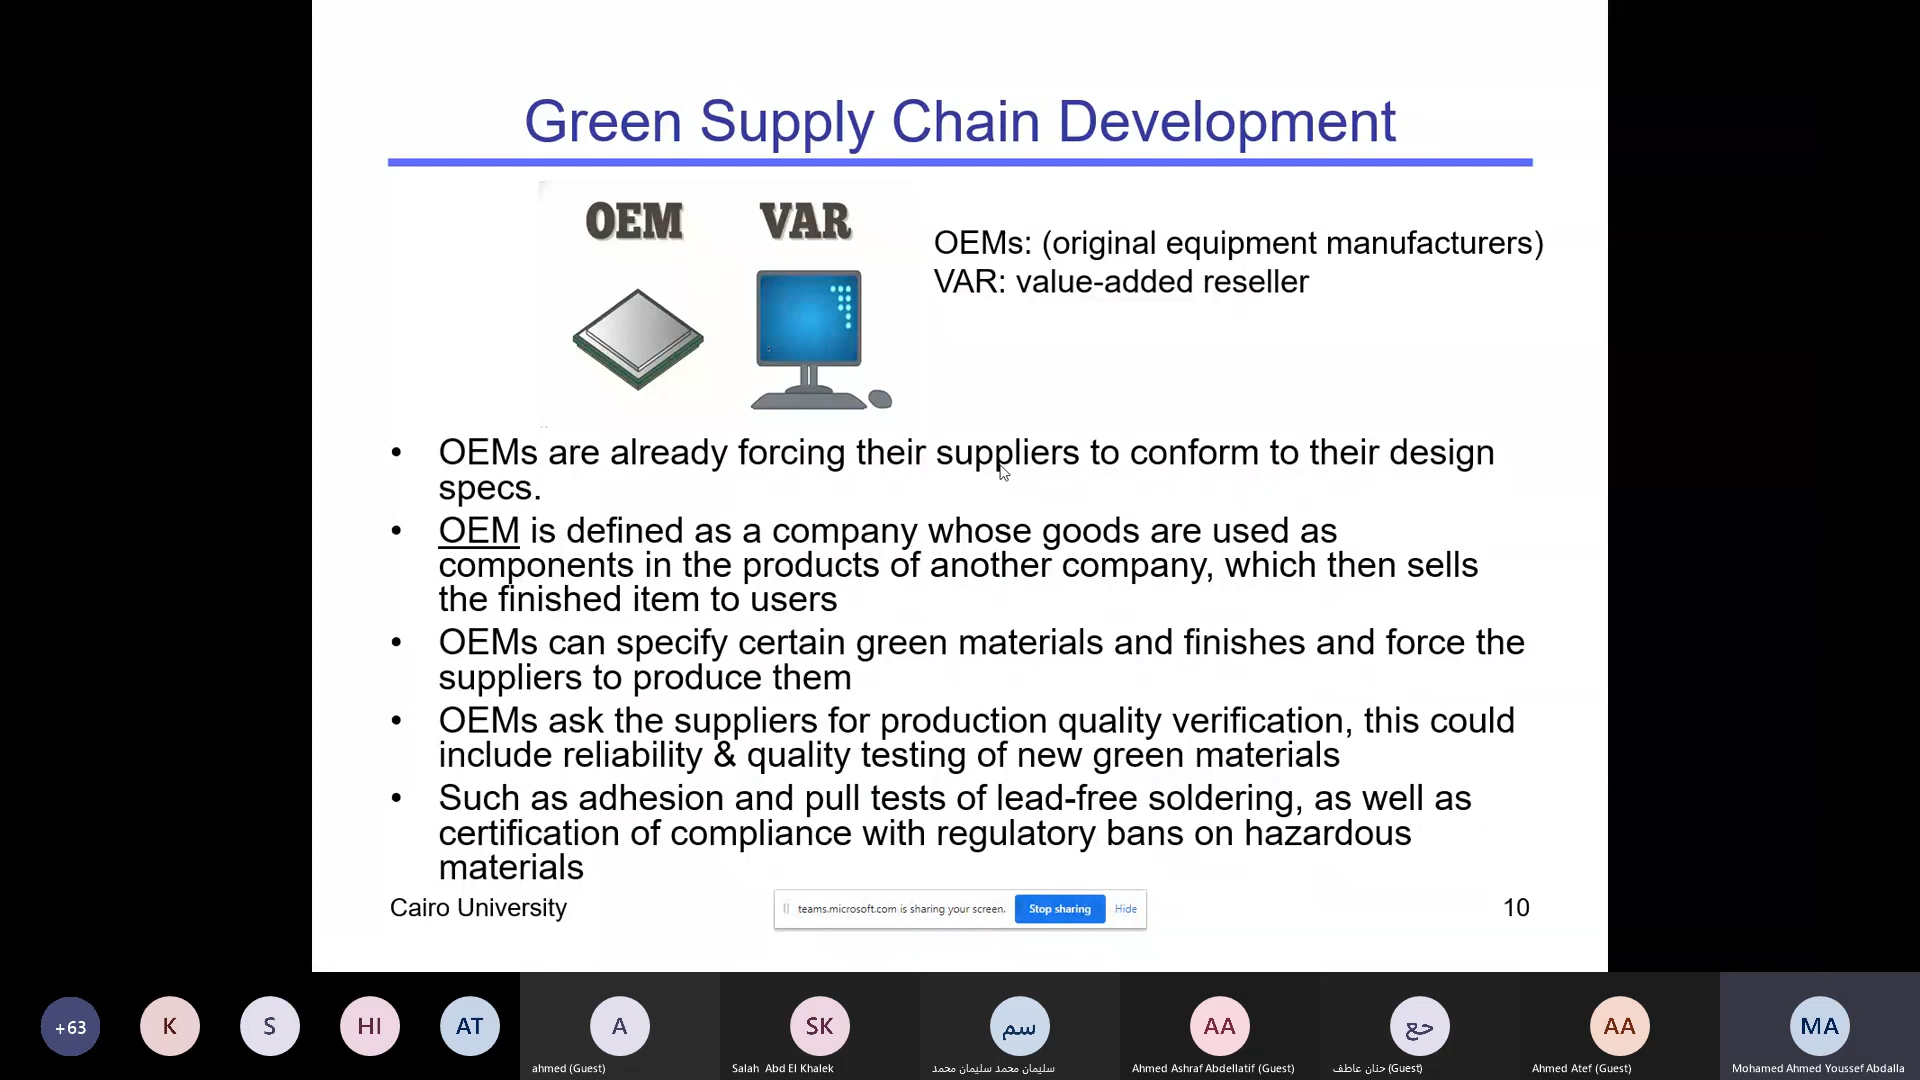 Green Supply Chain Development
OEM VAR
OEMs: (original equipment manufacturers)
VAR: value-added reseller
• OEMs are already forcing their suppliers to conform to their design
specs.
• OEM is defined as a company whose goods are used as
components in the products of another company, which then sells
the finished item to users
• OEMs can specify certain green materials and finishes and force the
suppliers to produce them
• OEMs ask the suppliers for production quality verification, this could
include reliability & quality testing of new green materials
• Such as adhesion and pull tests of lead-free soldering, as well as
certification of compliance with regulatory bans on hazardous
materials
Cairo University
teams.microsoft.com is sharing your screen. Stop sharing Hide
10
+63 K S HI AT A SK سم AA حع AA MA
ahmed (Guest) Salah Abd El Khalek سليمان محمد سليمان محمد Ahmed Ashraf Abdellatif (Guest) حنان عاطف (Guest) Ahmed Atef (Guest) Mohamed Ahmed Youssef Abdalla